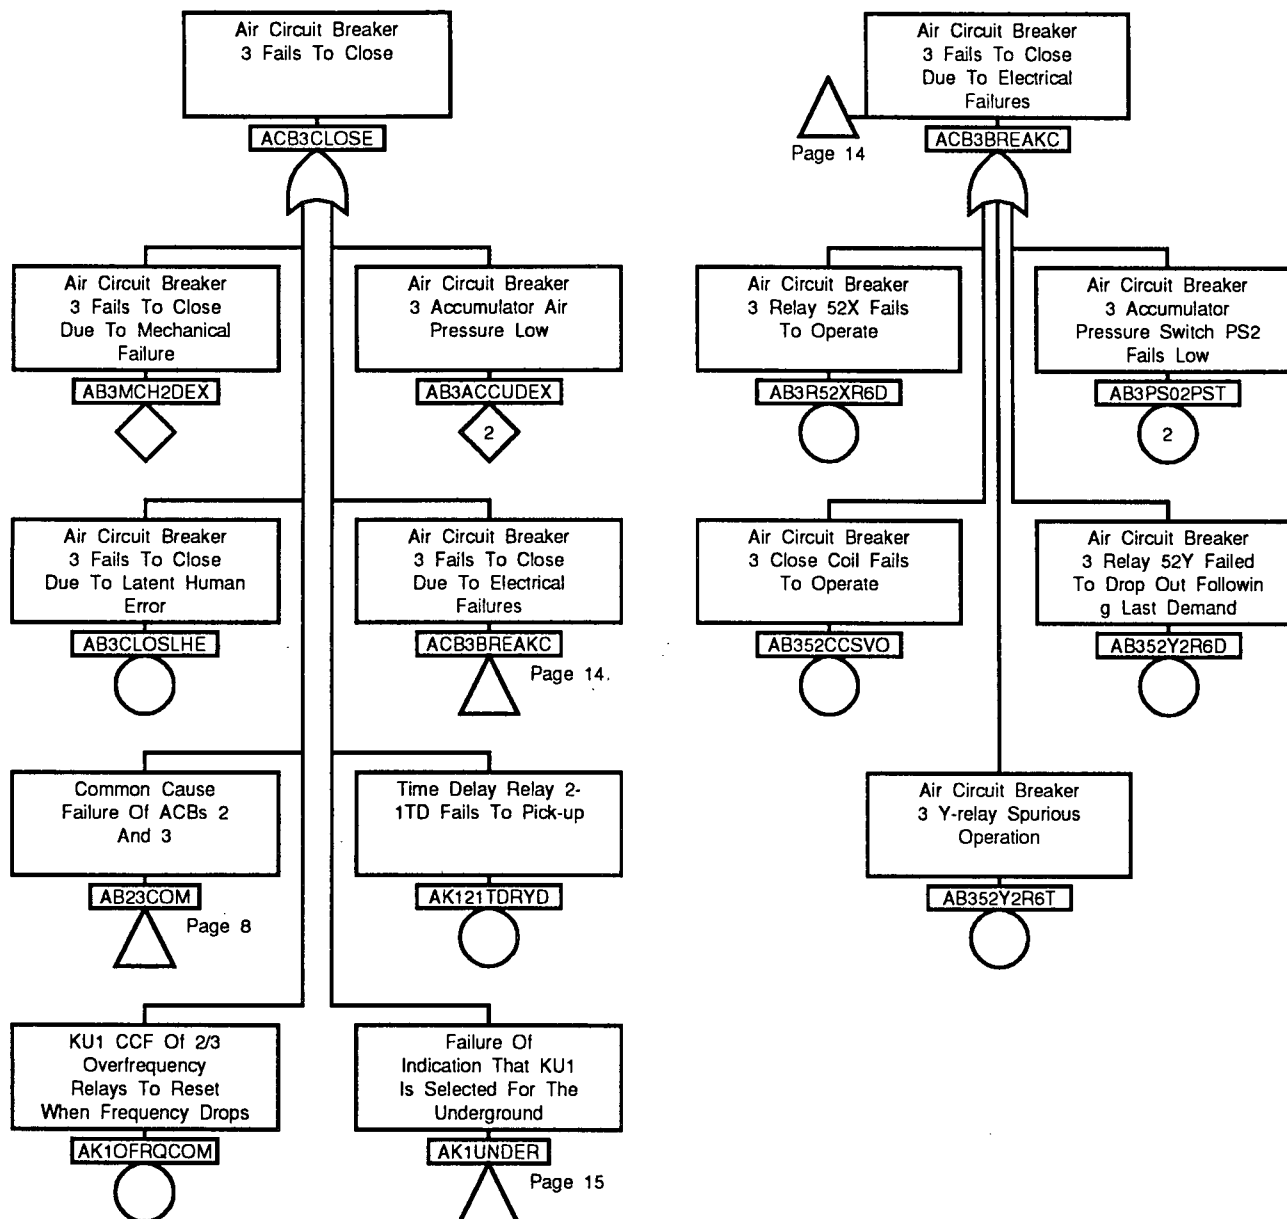 Air Circuit Breaker
3 Fails To Close
ACB3CLOSE
Air Circuit Breaker
3 Fails To Close
Due To Mechanical
Failure
AB3MCH2DEX
Air Circuit Breaker
3 Accumulator Air
Pressure Low
AB3ACCUDEX
2
Air Circuit Breaker
3 Fails To Close
Due To Latent Human
Error
AB3CLOSLHE
Air Circuit Breaker
3 Fails To Close
Due To Electrical
Failures
ACB3BREAKC
Page 14.
Common Cause
Failure Of ACBs 2
And 3
AB23COM
Page 8
Time Delay Relay 2-
1TD Fails To Pick-up
AK121TDRYD
KU1 CCF Of 2/3
Overfrequency
Relays To Reset
When Frequency Drops
AK1OFRQCOM
Failure Of
Indication That KU1
Is Selected For The
Underground
AK1UNDER
Page 15
Air Circuit Breaker
3 Fails To Close
Due To Electrical
Failures
Page 14
ACB3BREAKC
Air Circuit Breaker
3 Relay 52X Fails
To Operate
AB3R52XR6D
Air Circuit Breaker
3 Accumulator
Pressure Switch PS2
Fails Low
AB3PS02PST
2
Air Circuit Breaker
3 Close Coil Fails
To Operate
AB352CCSVO
Air Circuit Breaker
3 Relay 52Y Failed
To Drop Out Followin
g Last Demand
AB352Y2R6D
Air Circuit Breaker
3 Y-relay Spurious
Operation
AB352Y2R6T